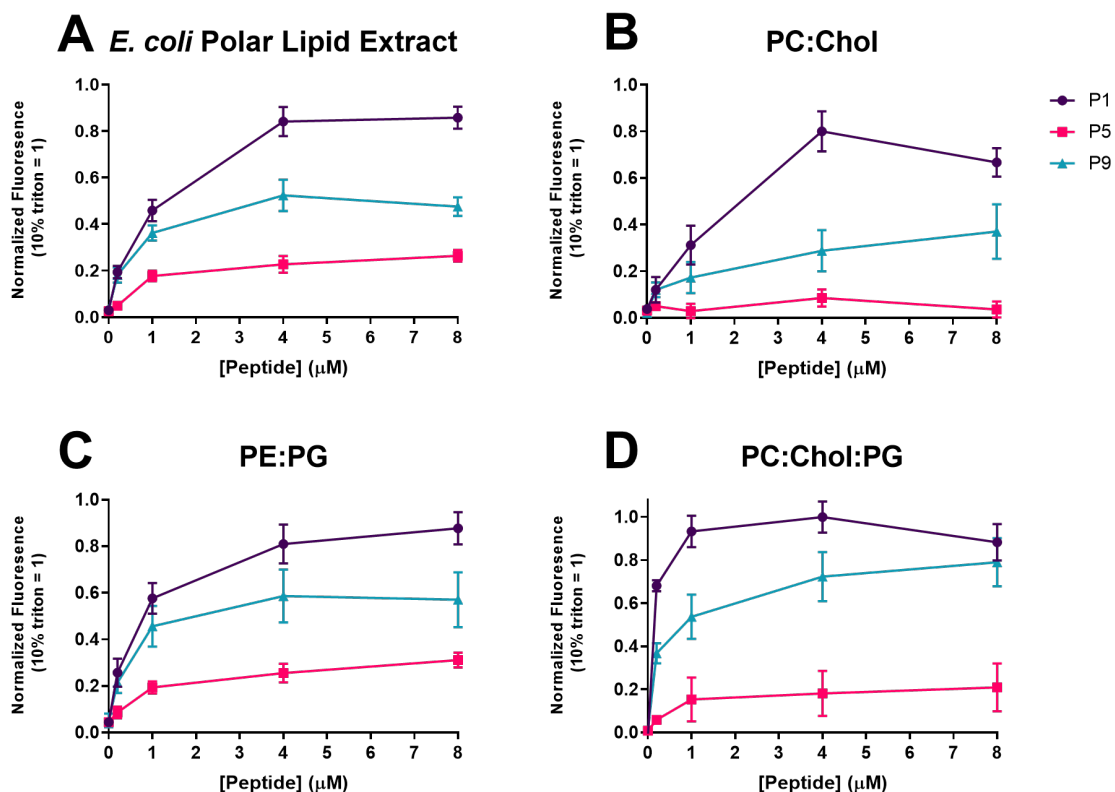 A E. coli Polar Lipid Extract
Normalized Fluoresence
(10% triton = 1)
1.0
0.8
0.6
0.4
0.2
0.0
0 1 2 3 4 5 6 7 8
[Peptide] (μM)
B PC:Chol
Normalized Fluoresence
(10% triton = 1)
1.0
0.8
0.6
0.4
0.2
0.0
0 1 2 3 4 5 6 7 8
[Peptide] (μM)
P1
P5
P9
C PE:PG
Normalized Fluoresence
(10% triton = 1)
1.0
0.8
0.6
0.4
0.2
0.0
0 1 2 3 4 5 6 7 8
[Peptide] (μM)
D PC:Chol:PG
Normalized Fluoresence
(10% triton = 1)
1.0
0.8
0.6
0.4
0.2
0.0
0 1 2 3 4 5 6 7 8
[Peptide] (μM)